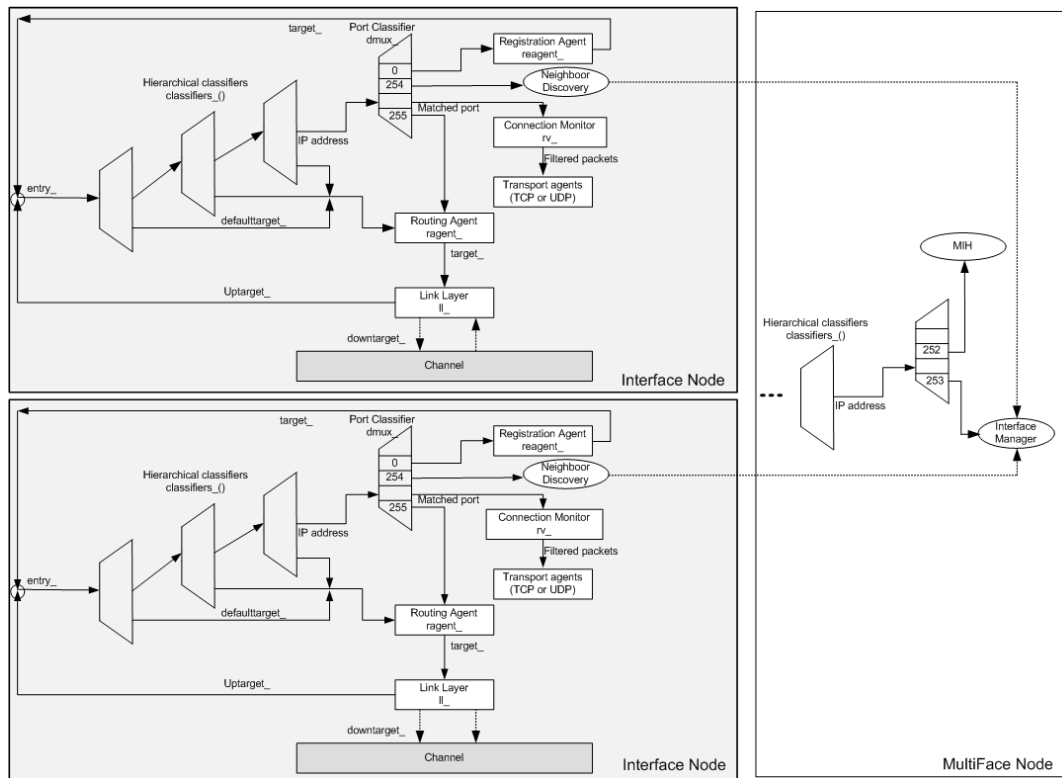 target_
Port Classifier
dmux_
Registration Agent
reagent_
0
254
255
Neighboor
Discovery
Hierarchical classifiers
classifiers_()
Matched port
IP address
Connection Monitor
rv_
Filtered packets
Transport agents
(TCP or UDP)
entry_
defaulttarget_
Routing Agent
ragent_
target_
Uptarget_
Link Layer
ll_
downtarget_
Channel
Interface Node
target_
Port Classifier
dmux_
Registration Agent
reagent_
0
254
255
Neighboor
Discovery
Hierarchical classifiers
classifiers_()
Matched port
IP address
Connection Monitor
rv_
Filtered packets
Transport agents
(TCP or UDP)
entry_
defaulttarget_
Routing Agent
ragent_
target_
Uptarget_
Link Layer
ll_
downtarget_
Channel
Interface Node
MIH
Hierarchical classifiers
classifiers_()
252
253
IP address
Interface
Manager
MultiFace Node